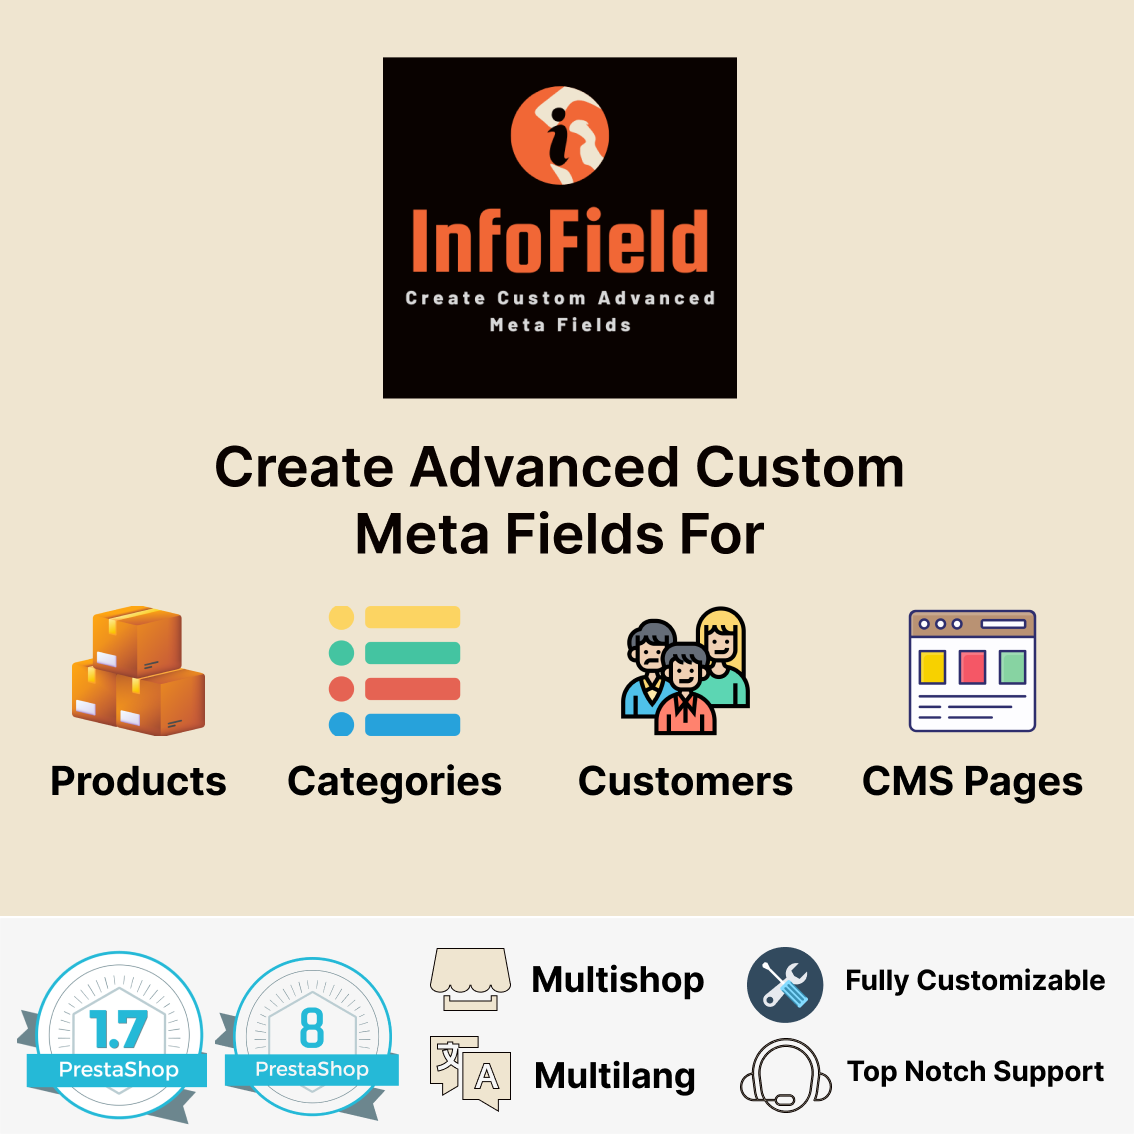 i
InfoField
Create Custom Advanced
Meta Fields
Create Advanced Custom
Meta Fields For
Products
Categories
Customers
CMS Pages
1.7
PrestaShop
8
PrestaShop
Multishop
Fully Customizable
文
A
Multilang
Top Notch Support